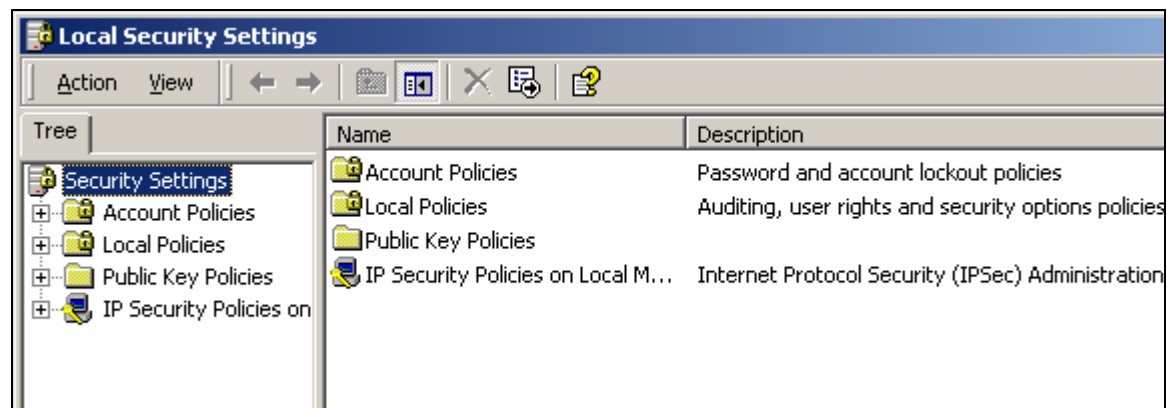 Local Security Settings
Action View
Tree
Security Settings
Account Policies
Local Policies
Public Key Policies
IP Security Policies on
Name Description
Account Policies Password and account lockout policies
Local Policies Auditing, user rights and security options policies
Public Key Policies
IP Security Policies on Local M... Internet Protocol Security (IPSec) Administration